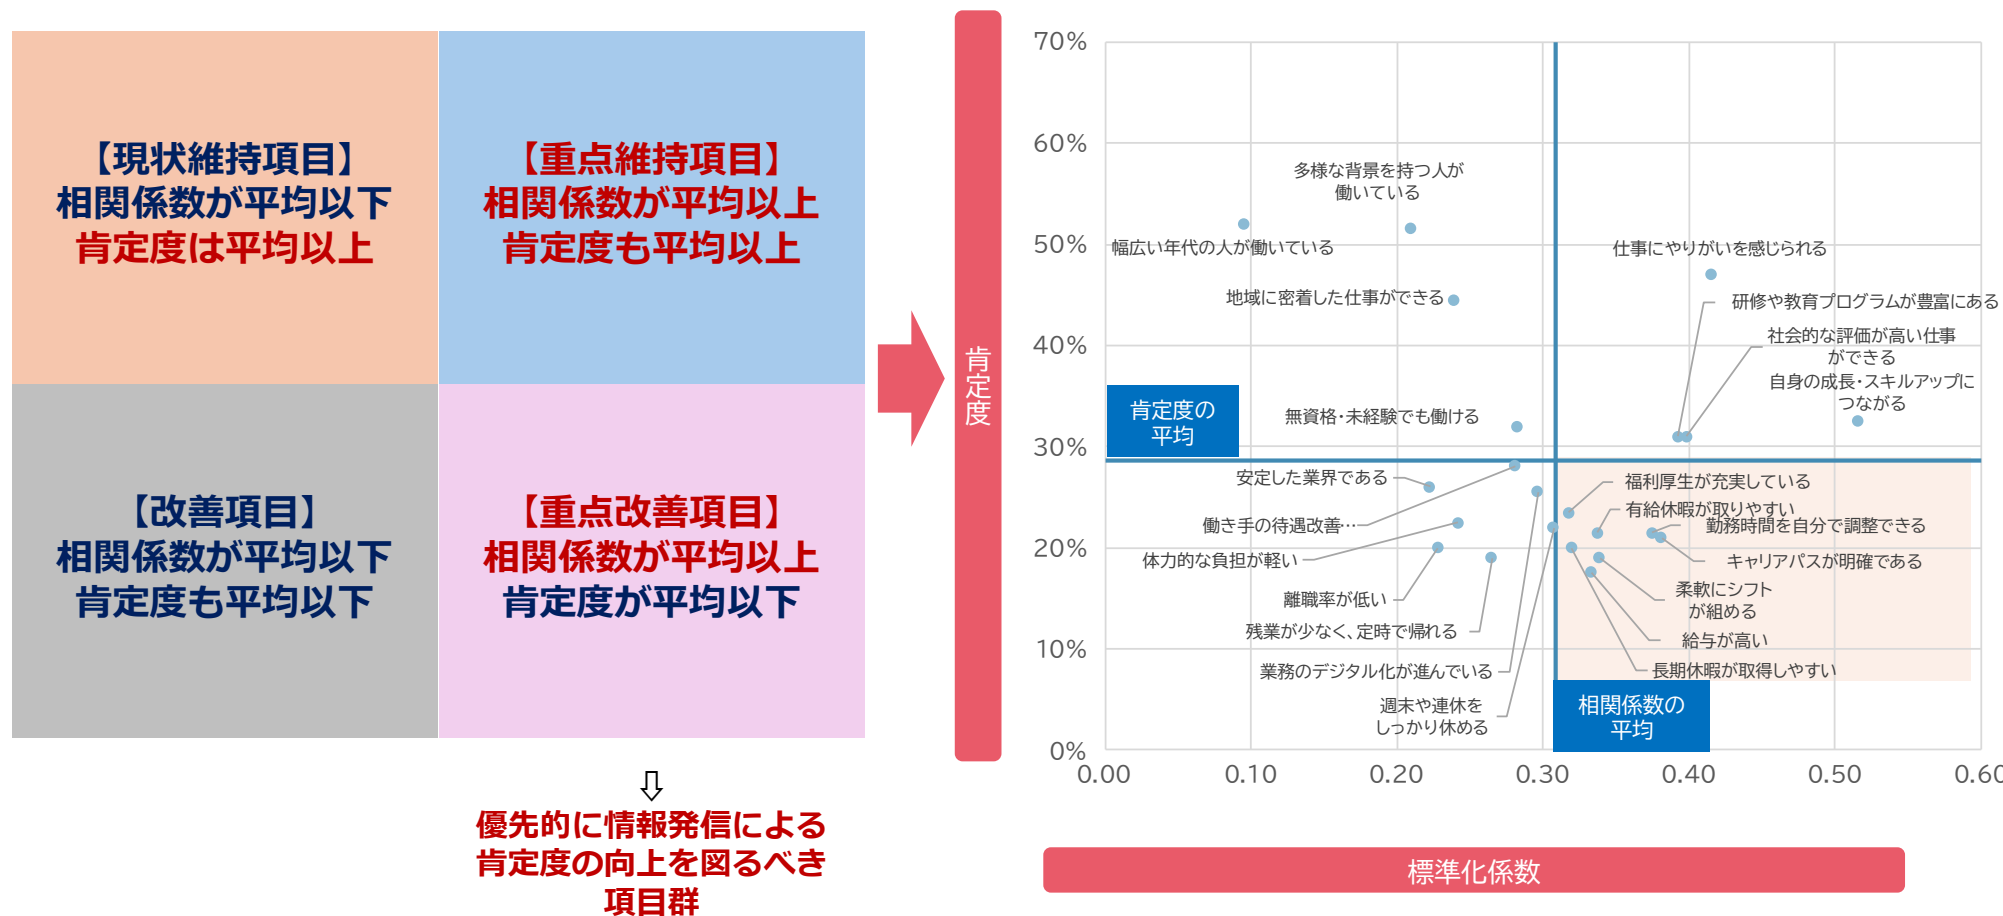 【現状維持項目】
相関係数が平均以下
肯定度は平均以上
【重点維持項目】
相関係数が平均以上
肯定度も平均以上
【改善項目】
相関係数が平均以下
肯定度も平均以下
【重点改善項目】
相関係数が平均以上
肯定度が平均以下
⇩
優先的に情報発信による
肯定度の向上を図るべき
項目群
肯定度
70%
60%
50%
40%
30%
20%
10%
0%
多様な背景を持つ人が
働いている
幅広い年代の人が働いている
仕事にやりがいを感じられる
地域に密着した仕事ができる
研修や教育プログラムが豊富にある
社会的な評価が高い仕事
ができる
自身の成長・スキルアップに
つながる
肯定度の
平均
無資格・未経験でも働ける
安定した業界である
福利厚生が充実している
有給休暇が取りやすい
働き手の待遇改善…
勤務時間を自分で調整できる
体力的な負担が軽い
キャリアパスが明確である
離職率が低い
柔軟にシフト
が組める
残業が少なく、定時で帰れる
給与が高い
業務のデジタル化が進んでいる
長期休暇が取得しやすい
週末や連休を
しっかり休める
相関係数の
平均
0.00 0.10 0.20 0.30 0.40 0.50 0.60
標準化係数